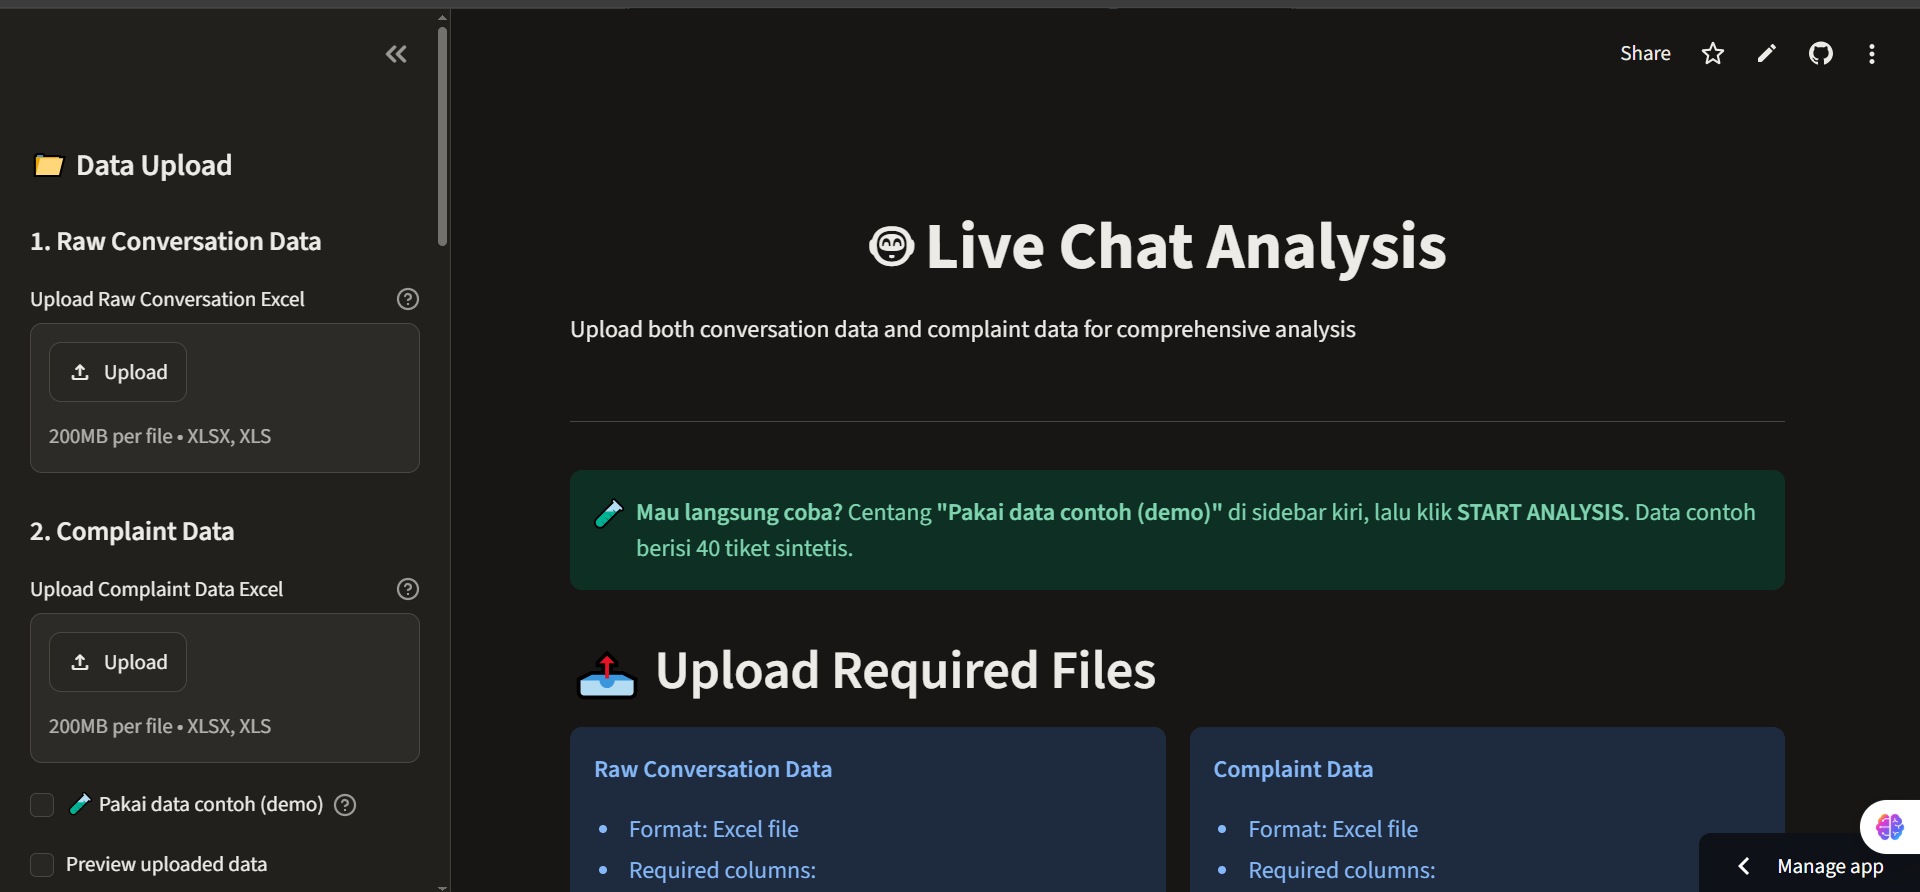 Share
Data Upload
1. Raw Conversation Data
Upload Raw Conversation Excel
Upload
200MB per file • XLSX, XLS
2. Complaint Data
Upload Complaint Data Excel
Upload
200MB per file • XLSX, XLS
Pakai data contoh (demo)
Preview uploaded data
Live Chat Analysis
Upload both conversation data and complaint data for comprehensive analysis
Mau langsung coba? Centang "Pakai data contoh (demo)" di sidebar kiri, lalu klik START ANALYSIS. Data contoh
berisi 40 tiket sintetis.
Upload Required Files
Raw Conversation Data
• Format: Excel file
• Required columns:
Complaint Data
• Format: Excel file
• Required columns:
Manage app